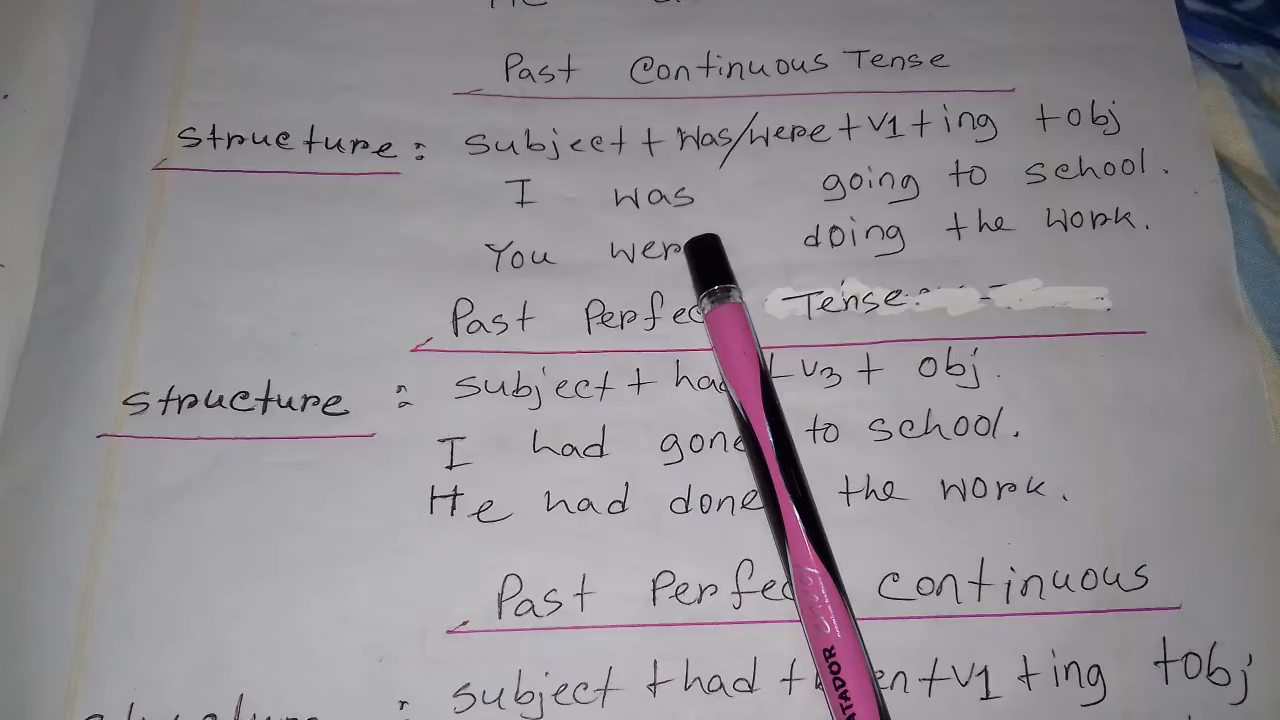 He
Past Continuous Tense
structure: subject + was/were + v1 + ing + obj
I was going to school.
You were doing the work.
Past Perfect Tense
structure : subject + had + v3 + obj.
I had gone to school.
He had done the work.
Past Perfect continuous
subject + had + been + v1 + ing + obj
MATADOR